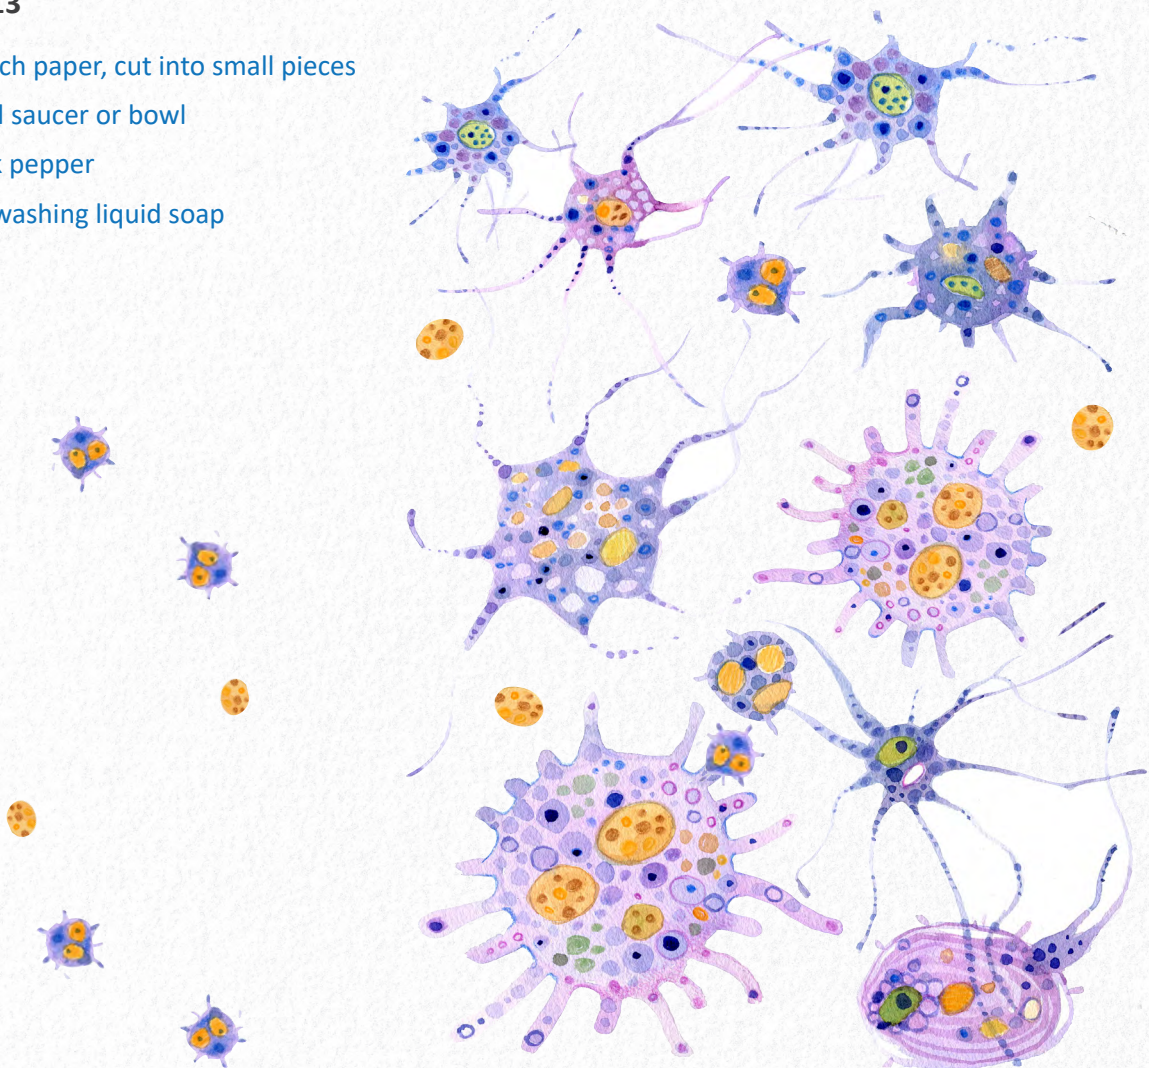 ch paper, cut into small pieces
saucer or bowl
pepper
washing liquid soap